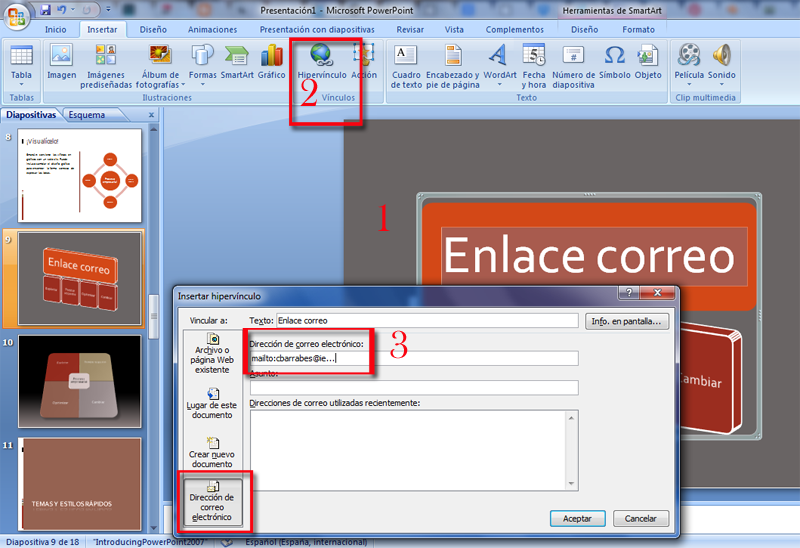 Presentación1 - Microsoft PowerPoint
Herramientas de SmartArt
Inicio Insertar Diseño Animaciones Presentación con diapositivas Revisar Vista Complementos Diseño Formato
Tabla
Imagen
Imágenes
prediseñadas
Álbum de
fotografías
Formas
SmartArt
Gráfico
Hipervínculo
Acción
Cuadro
de texto
Encabezado y
pie de página
WordArt
Fecha
y hora
Número de
diapositiva
Símbolo
Objeto
Película
Sonido
2
Tablas Ilustraciones Vínculos Texto Clip multimedia
Diapositivas Esquema
8
¡Visualízalo!
9
Enlace correo
10
11
TEMAS Y ESTILOS RÁPIDOS
1
Enlace correo
Cambiar
Insertar hipervínculo
Vincular a:
Texto: Enlace correo
Info. en pantalla...
Archivo o
página Web
existente
Lugar de este
documento
Crear nuevo
documento
Dirección de
correo
electrónico
Dirección de correo electrónico:
mailto:cbarrabes@ie...
3
Asunto:
Direcciones de correo utilizadas recientemente:
Aceptar Cancelar
Diapositiva 9 de 18 "IntroducingPowerPoint2007" Español (España, internacional)